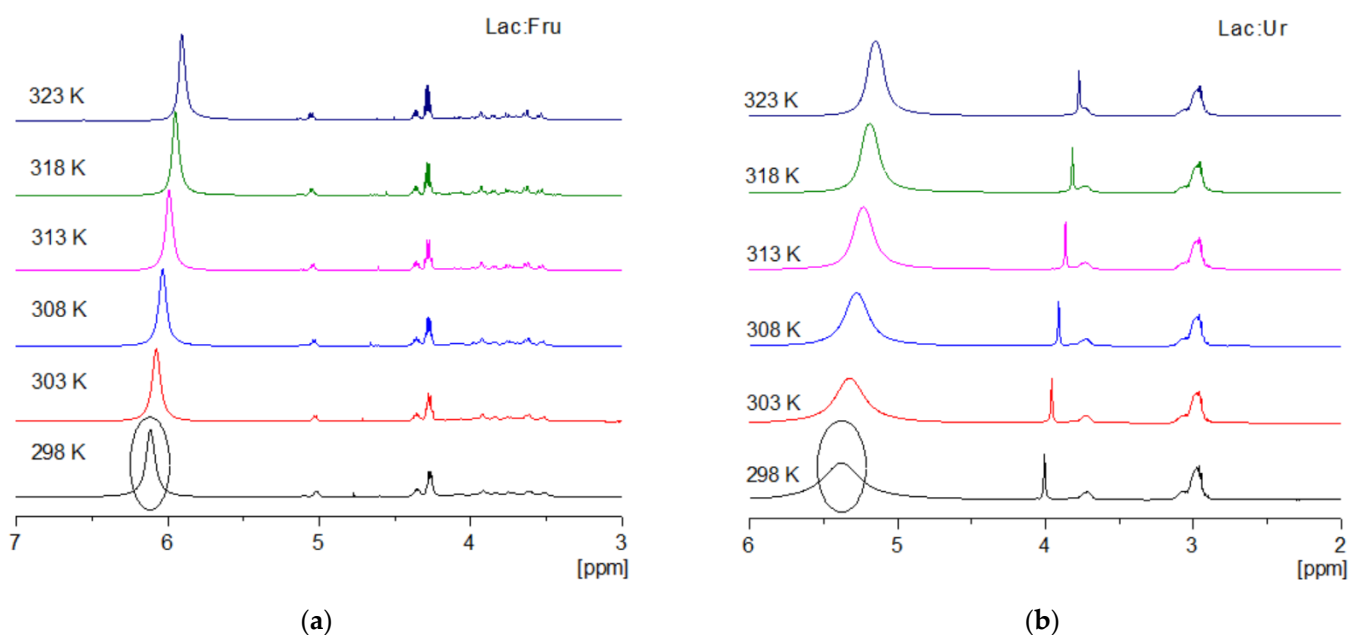 Lac:Fru
323 K
318 K
313 K
308 K
303 K
298 K
7 6 5 4 3
[ppm]
(a)
Lac:Ur
323 K
318 K
313 K
308 K
303 K
298 K
6 5 4 3 2
[ppm]
(b)